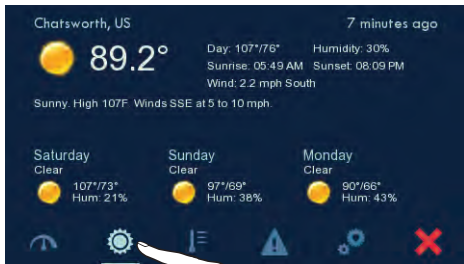 Chatsworth, US
7 minutes ago
89.2°
Day: 107°/76° Humidity: 30%
Sunrise: 05:49 AM Sunset: 08:09 PM
Wind: 2.2 mph South
Sunny. High 107F. Winds SSE at 5 to 10 mph.
Saturday
Clear
107°/73°
Hum: 21%
Sunday
Clear
97°/69°
Hum: 38%
Monday
Clear
90°/66°
Hum: 43%